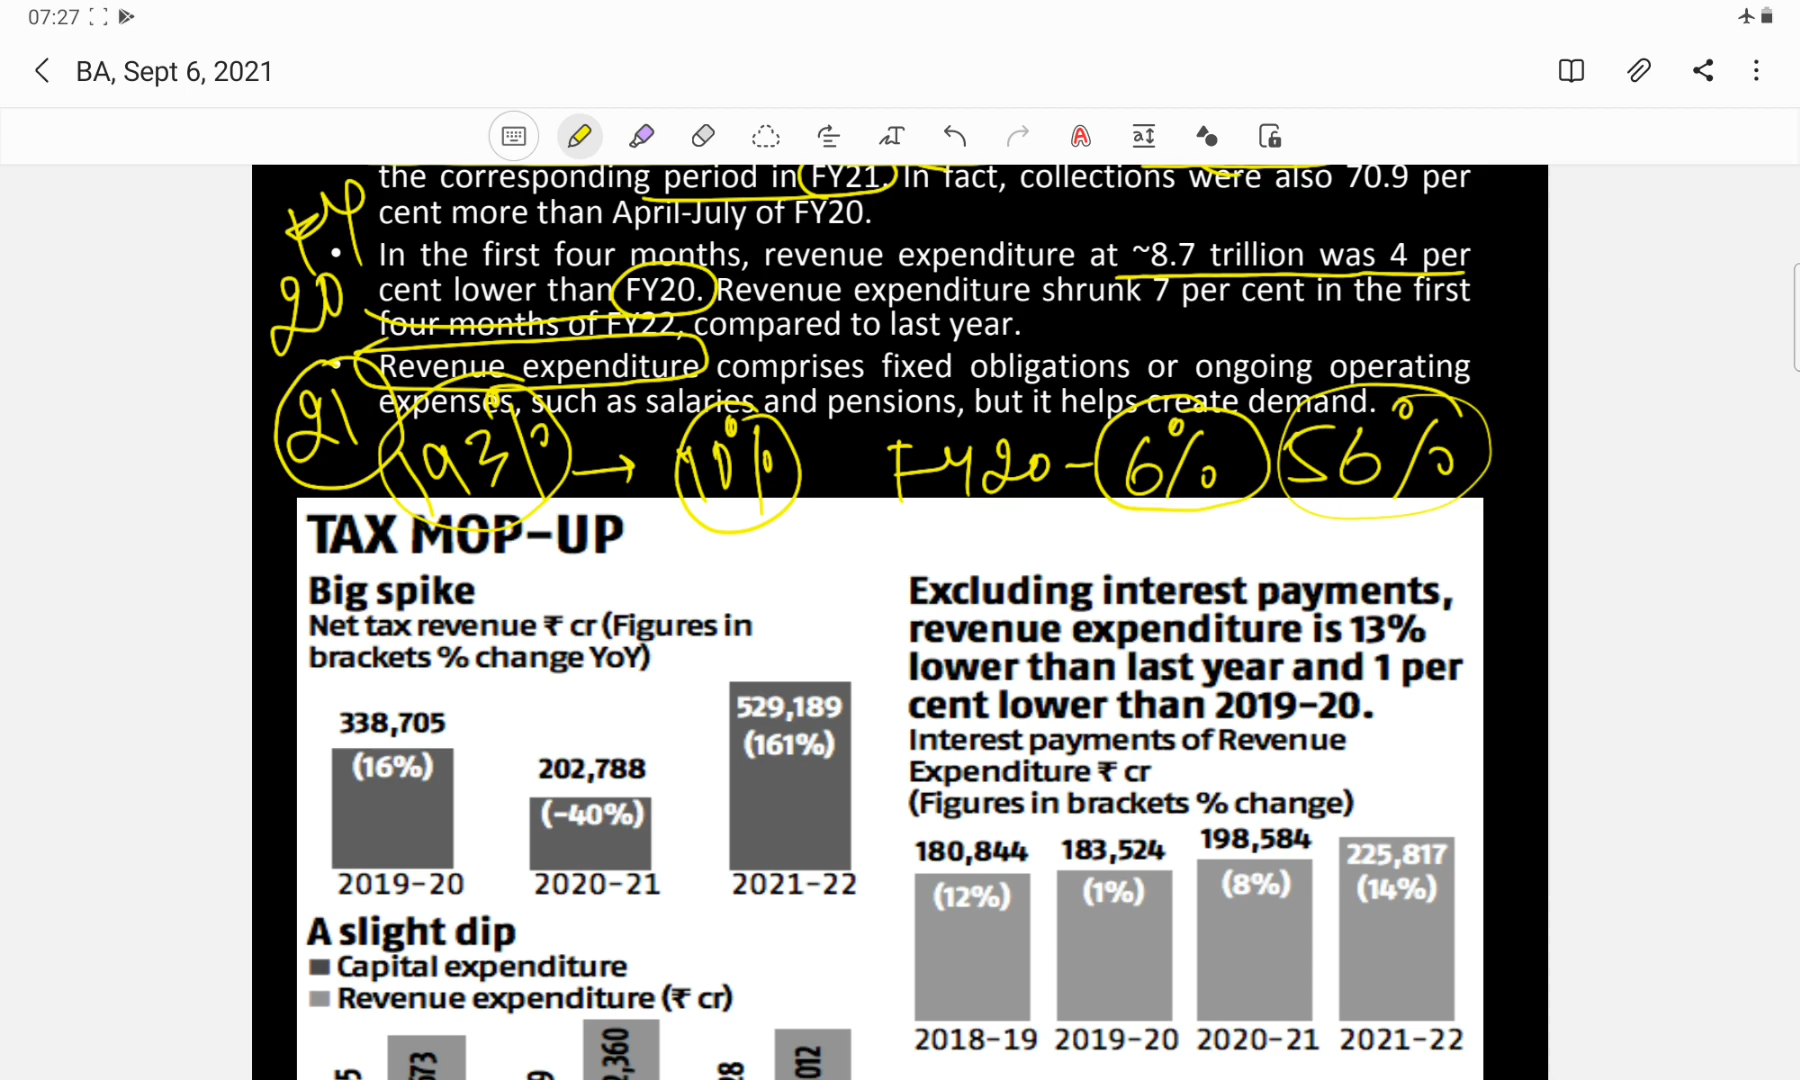 07:27
BA, Sept 6, 2021
the corresponding period in FY21. In fact, collections were also 70.9 per
cent more than April-July of FY20.
• In the first four months, revenue expenditure at ~8.7 trillion was 4 per
cent lower than FY20. Revenue expenditure shrunk 7 per cent in the first
four months of FY22, compared to last year.
• Revenue expenditure comprises fixed obligations or ongoing operating
expenses, such as salaries and pensions, but it helps create demand.
FY
20
21
→ 10% FY20 - 6% 56%
TAX MOP-UP
Big spike
Net tax revenue ₹ cr (Figures in
brackets % change YoY)
338,705
(16%)
2019-20
202,788
(-40%)
2020-21
529,189
(161%)
2021-22
A slight dip
Capital expenditure
Revenue expenditure (₹ cr)
Excluding interest payments,
revenue expenditure is 13%
lower than last year and 1 per
cent lower than 2019-20.
Interest payments of Revenue
Expenditure ₹ cr
(Figures in brackets % change)
180,844
(12%)
2018-19
183,524
(1%)
2019-20
198,584
(8%)
2020-21
225,817
(14%)
2021-22